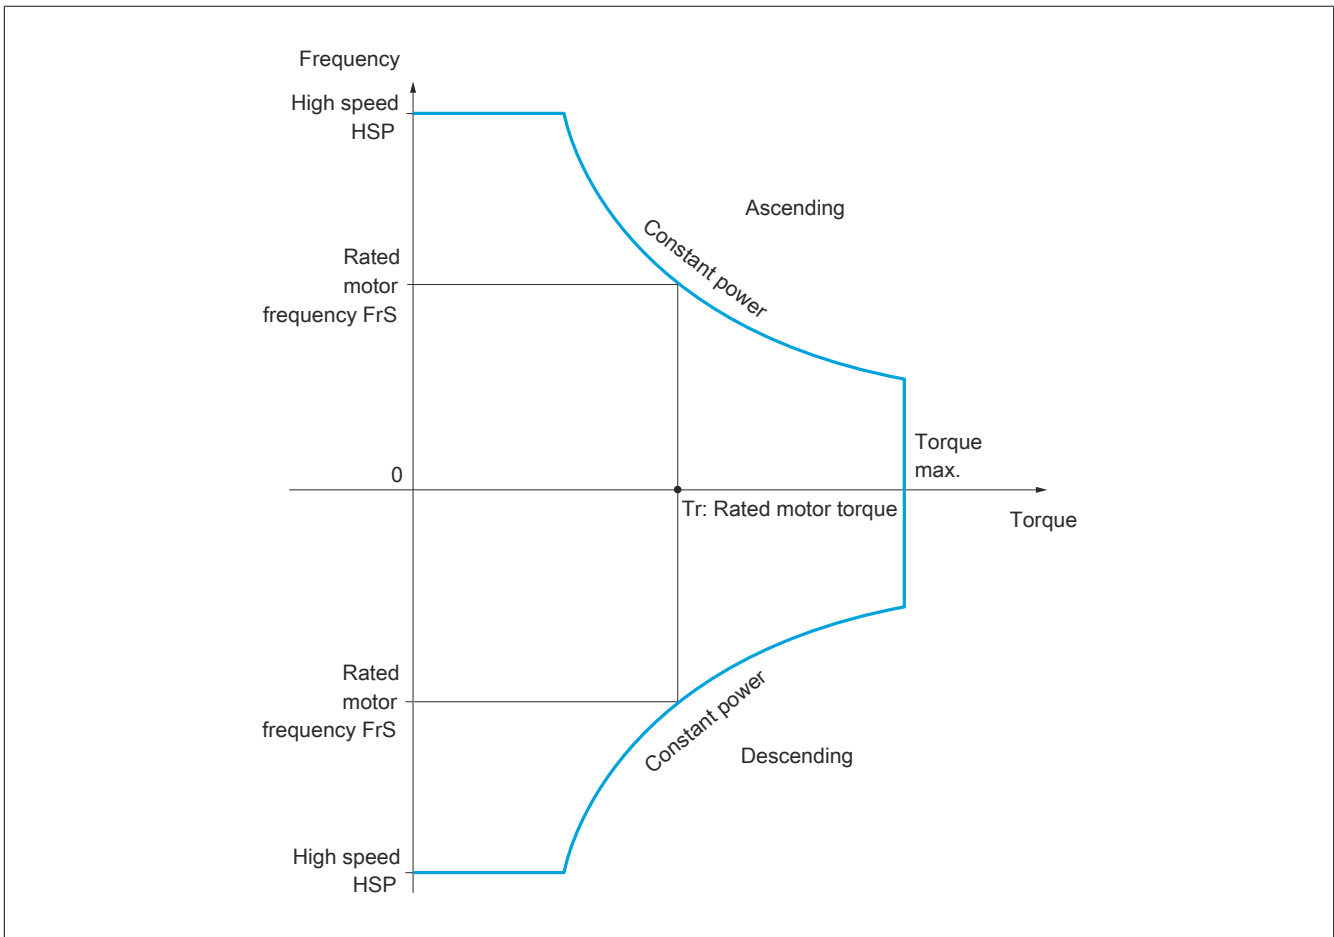 Frequency
High speed
HSP
Ascending
Constant power
Rated
motor
frequency FrS
Torque
max.
0
Tr: Rated motor torque
Torque
Rated
motor
frequency FrS
Constant power
Descending
High speed
HSP